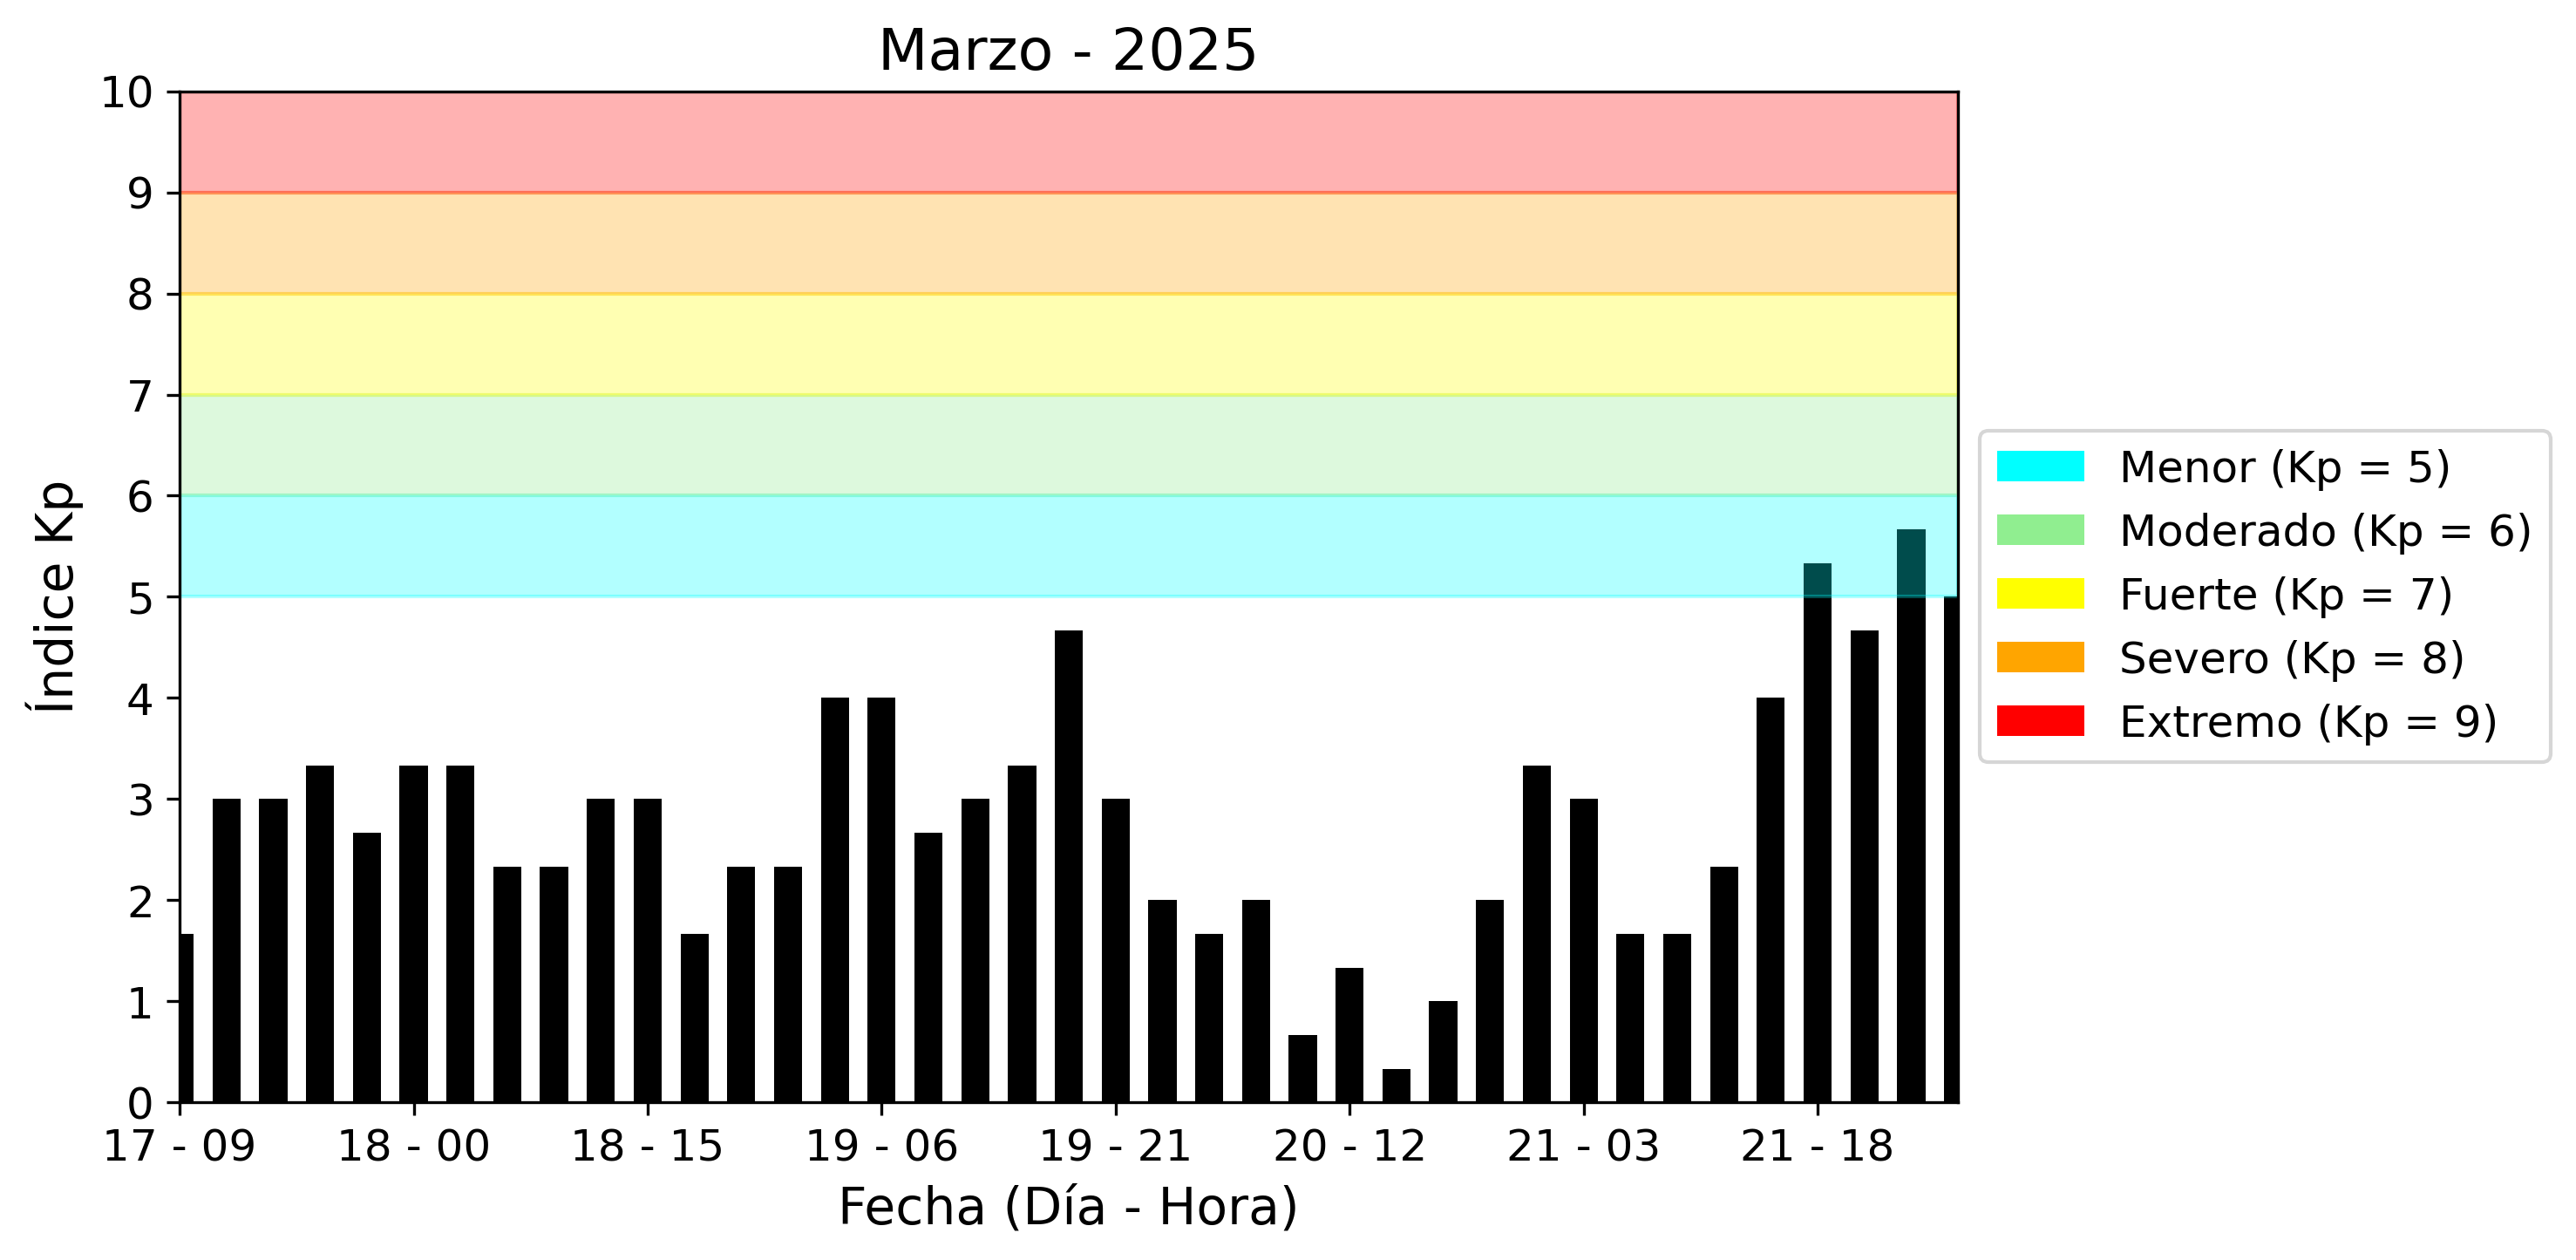 Marzo - 2025
10
9
8
7
6
5
4
3
2
1
0
Índice Kp
17 - 09
18 - 00
18 - 15
19 - 06
19 - 21
20 - 12
21 - 03
21 - 18
Fecha (Día - Hora)
Menor (Kp = 5)
Moderado (Kp = 6)
Fuerte (Kp = 7)
Severo (Kp = 8)
Extremo (Kp = 9)